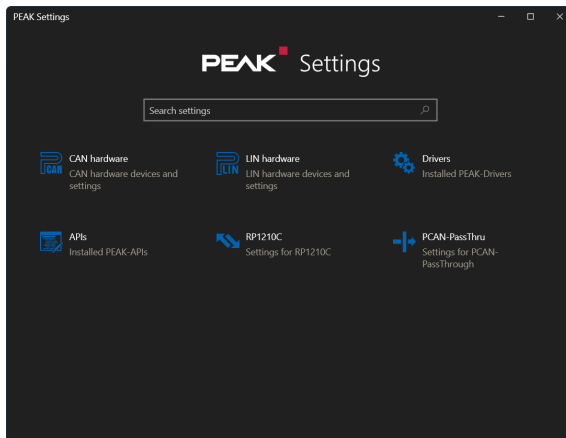 PEAK Settings
PEAK Settings
Search settings
CAN hardware
CAN hardware devices and
settings
LIN hardware
LIN hardware devices and
settings
Drivers
Installed PEAK-Drivers
APIs
Installed PEAK-APIs
RP1210C
Settings for RP1210C
PCAN-PassThru
Settings for PCAN-
PassThrough
CAN
LIN